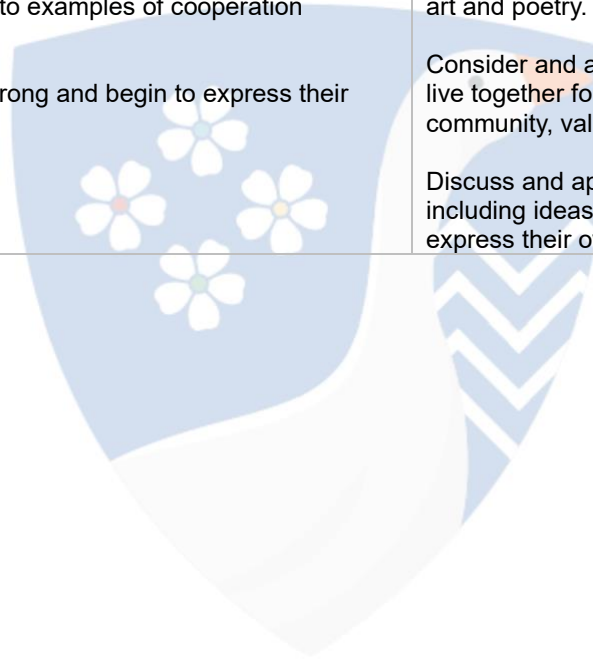 to examples of cooperation
rong and begin to express their
art and poetry.
Consider and a
live together fo
community, val
Discuss and ap
including ideas
express their o